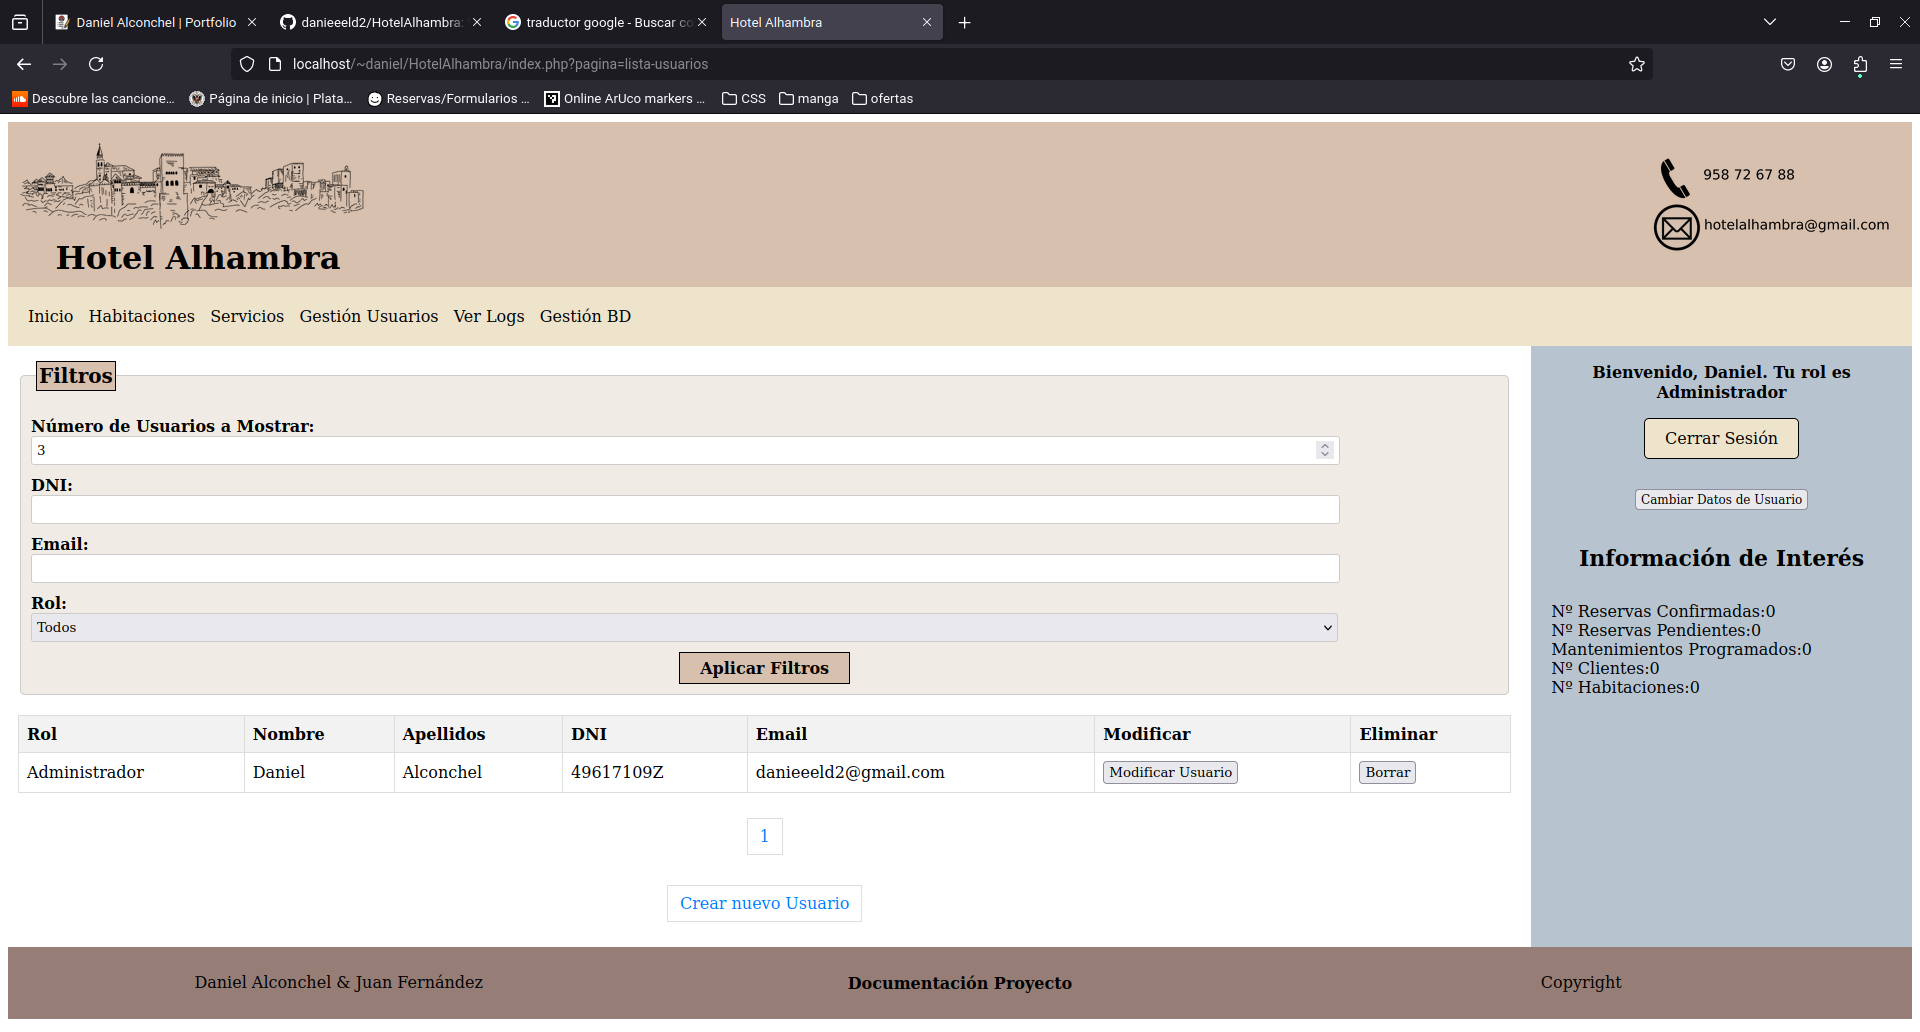 Daniel Alconchel | Portfolio
danieeeld2/HotelAlhambra:
traductor google - Buscar co
Hotel Alhambra
localhost/~daniel/HotelAlhambra/index.php?pagina=lista-usuarios
Descubre las cancione…
Página de inicio | Plata…
Reservas/Formularios …
Online ArUco markers …
CSS
manga
ofertas
Hotel Alhambra
958 72 67 88
hotelalhambra@gmail.com
Inicio Habitaciones Servicios Gestión Usuarios Ver Logs Gestión BD
Filtros
Número de Usuarios a Mostrar:
3
DNI:
Email:
Rol:
Todos
Aplicar Filtros
Rol Nombre Apellidos DNI Email Modificar Eliminar
Administrador Daniel Alconchel 49617109Z danieeeld2@gmail.com Modificar Usuario Borrar
1
Crear nuevo Usuario
Bienvenido, Daniel. Tu rol es
Administrador
Cerrar Sesión
Cambiar Datos de Usuario
Información de Interés
Nº Reservas Confirmadas:0
Nº Reservas Pendientes:0
Mantenimientos Programados:0
Nº Clientes:0
Nº Habitaciones:0
Daniel Alconchel & Juan Fernández
Documentación Proyecto
Copyright